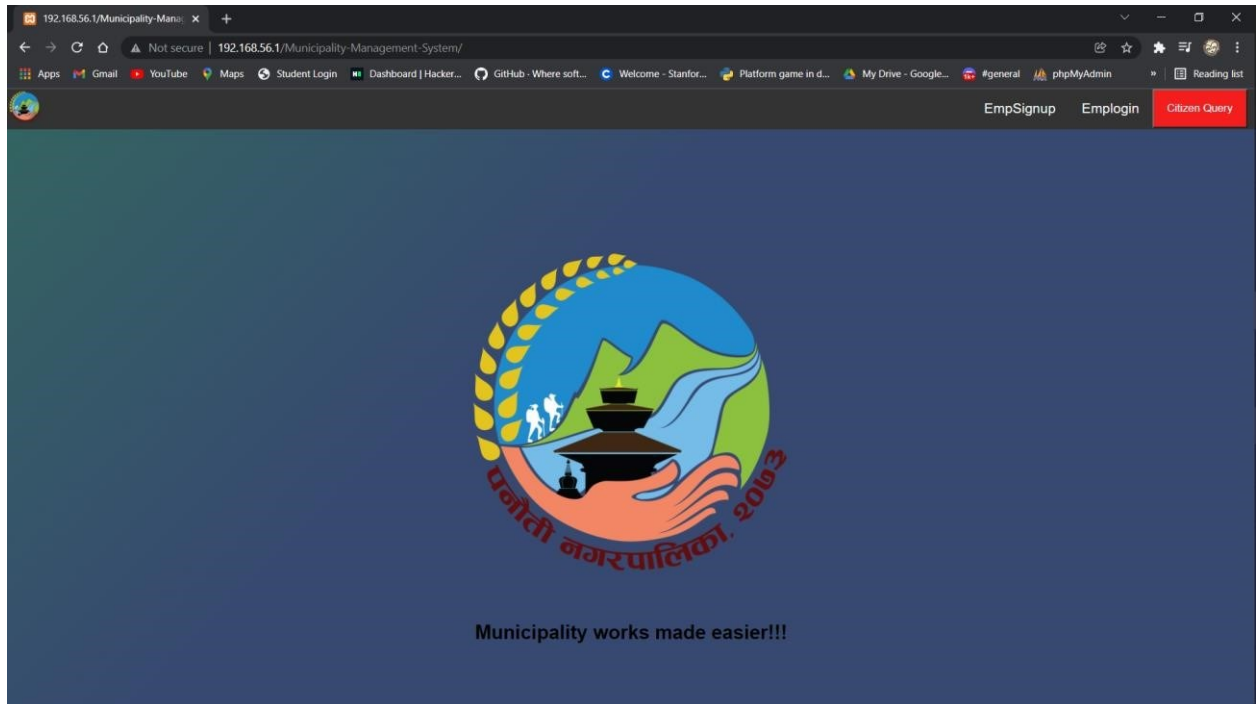 192.168.56.1/Municipality-Mana
Not secure | 192.168.56.1/Municipality-Management-System/
Apps Gmail YouTube Maps Student Login Dashboard | Hacker... GitHub · Where soft... Welcome - Stanfor... Platform game in d... My Drive - Google... #general phpMyAdmin » Reading list
EmpSignup Emplogin Citizen Query
पनौती नगरपालिका, २०७३
Municipality works made easier!!!